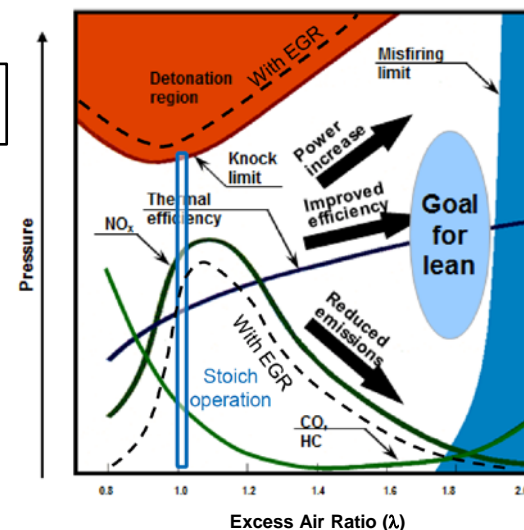 Detonation
region
With EGR
Misfiring
limit
Power
increase
Knock
limit
Thermal
efficiency
Improved
efficiency
Goal
for
lean
NOₓ
Pressure
With EGR
Reduced
emissions
Stoich
operation
CO,
HC
0.8 1.0 1.2 1.4 1.6 1.8 2.0
Excess Air Ratio (λ)